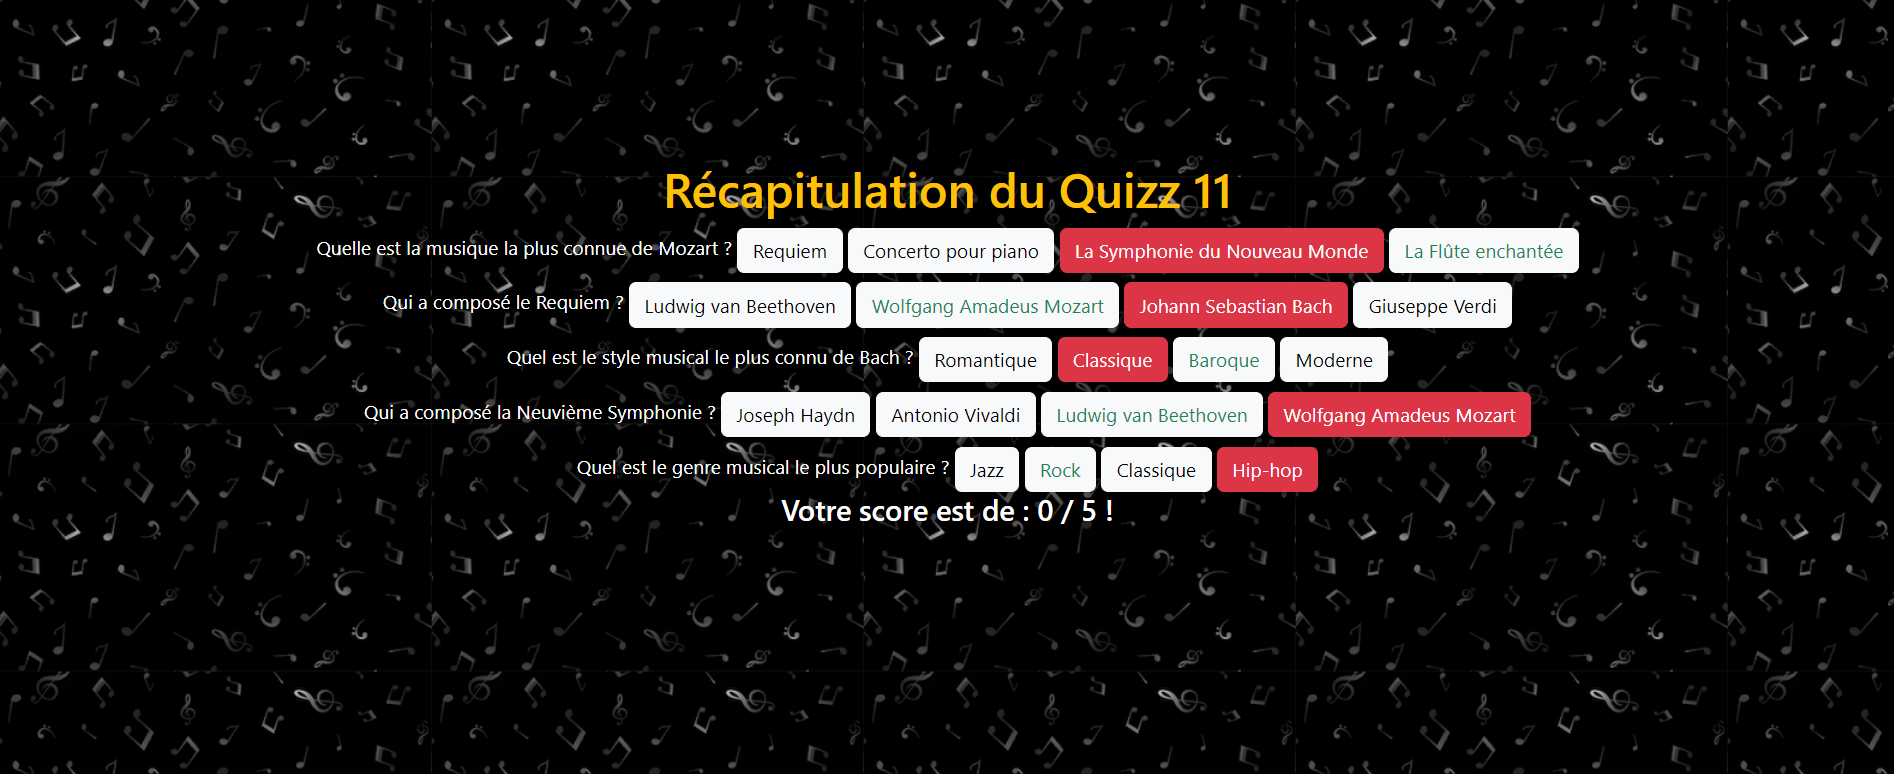 Récapitulation du Quizz 11
Quelle est la musique la plus connue de Mozart ? Requiem Concerto pour piano La Symphonie du Nouveau Monde La Flûte enchantée
Qui a composé le Requiem ? Ludwig van Beethoven Wolfgang Amadeus Mozart Johann Sebastian Bach Giuseppe Verdi
Quel est le style musical le plus connu de Bach ? Romantique Classique Baroque Moderne
Qui a composé la Neuvième Symphonie ? Joseph Haydn Antonio Vivaldi Ludwig van Beethoven Wolfgang Amadeus Mozart
Quel est le genre musical le plus populaire ? Jazz Rock Classique Hip-hop
Votre score est de : 0 / 5 !